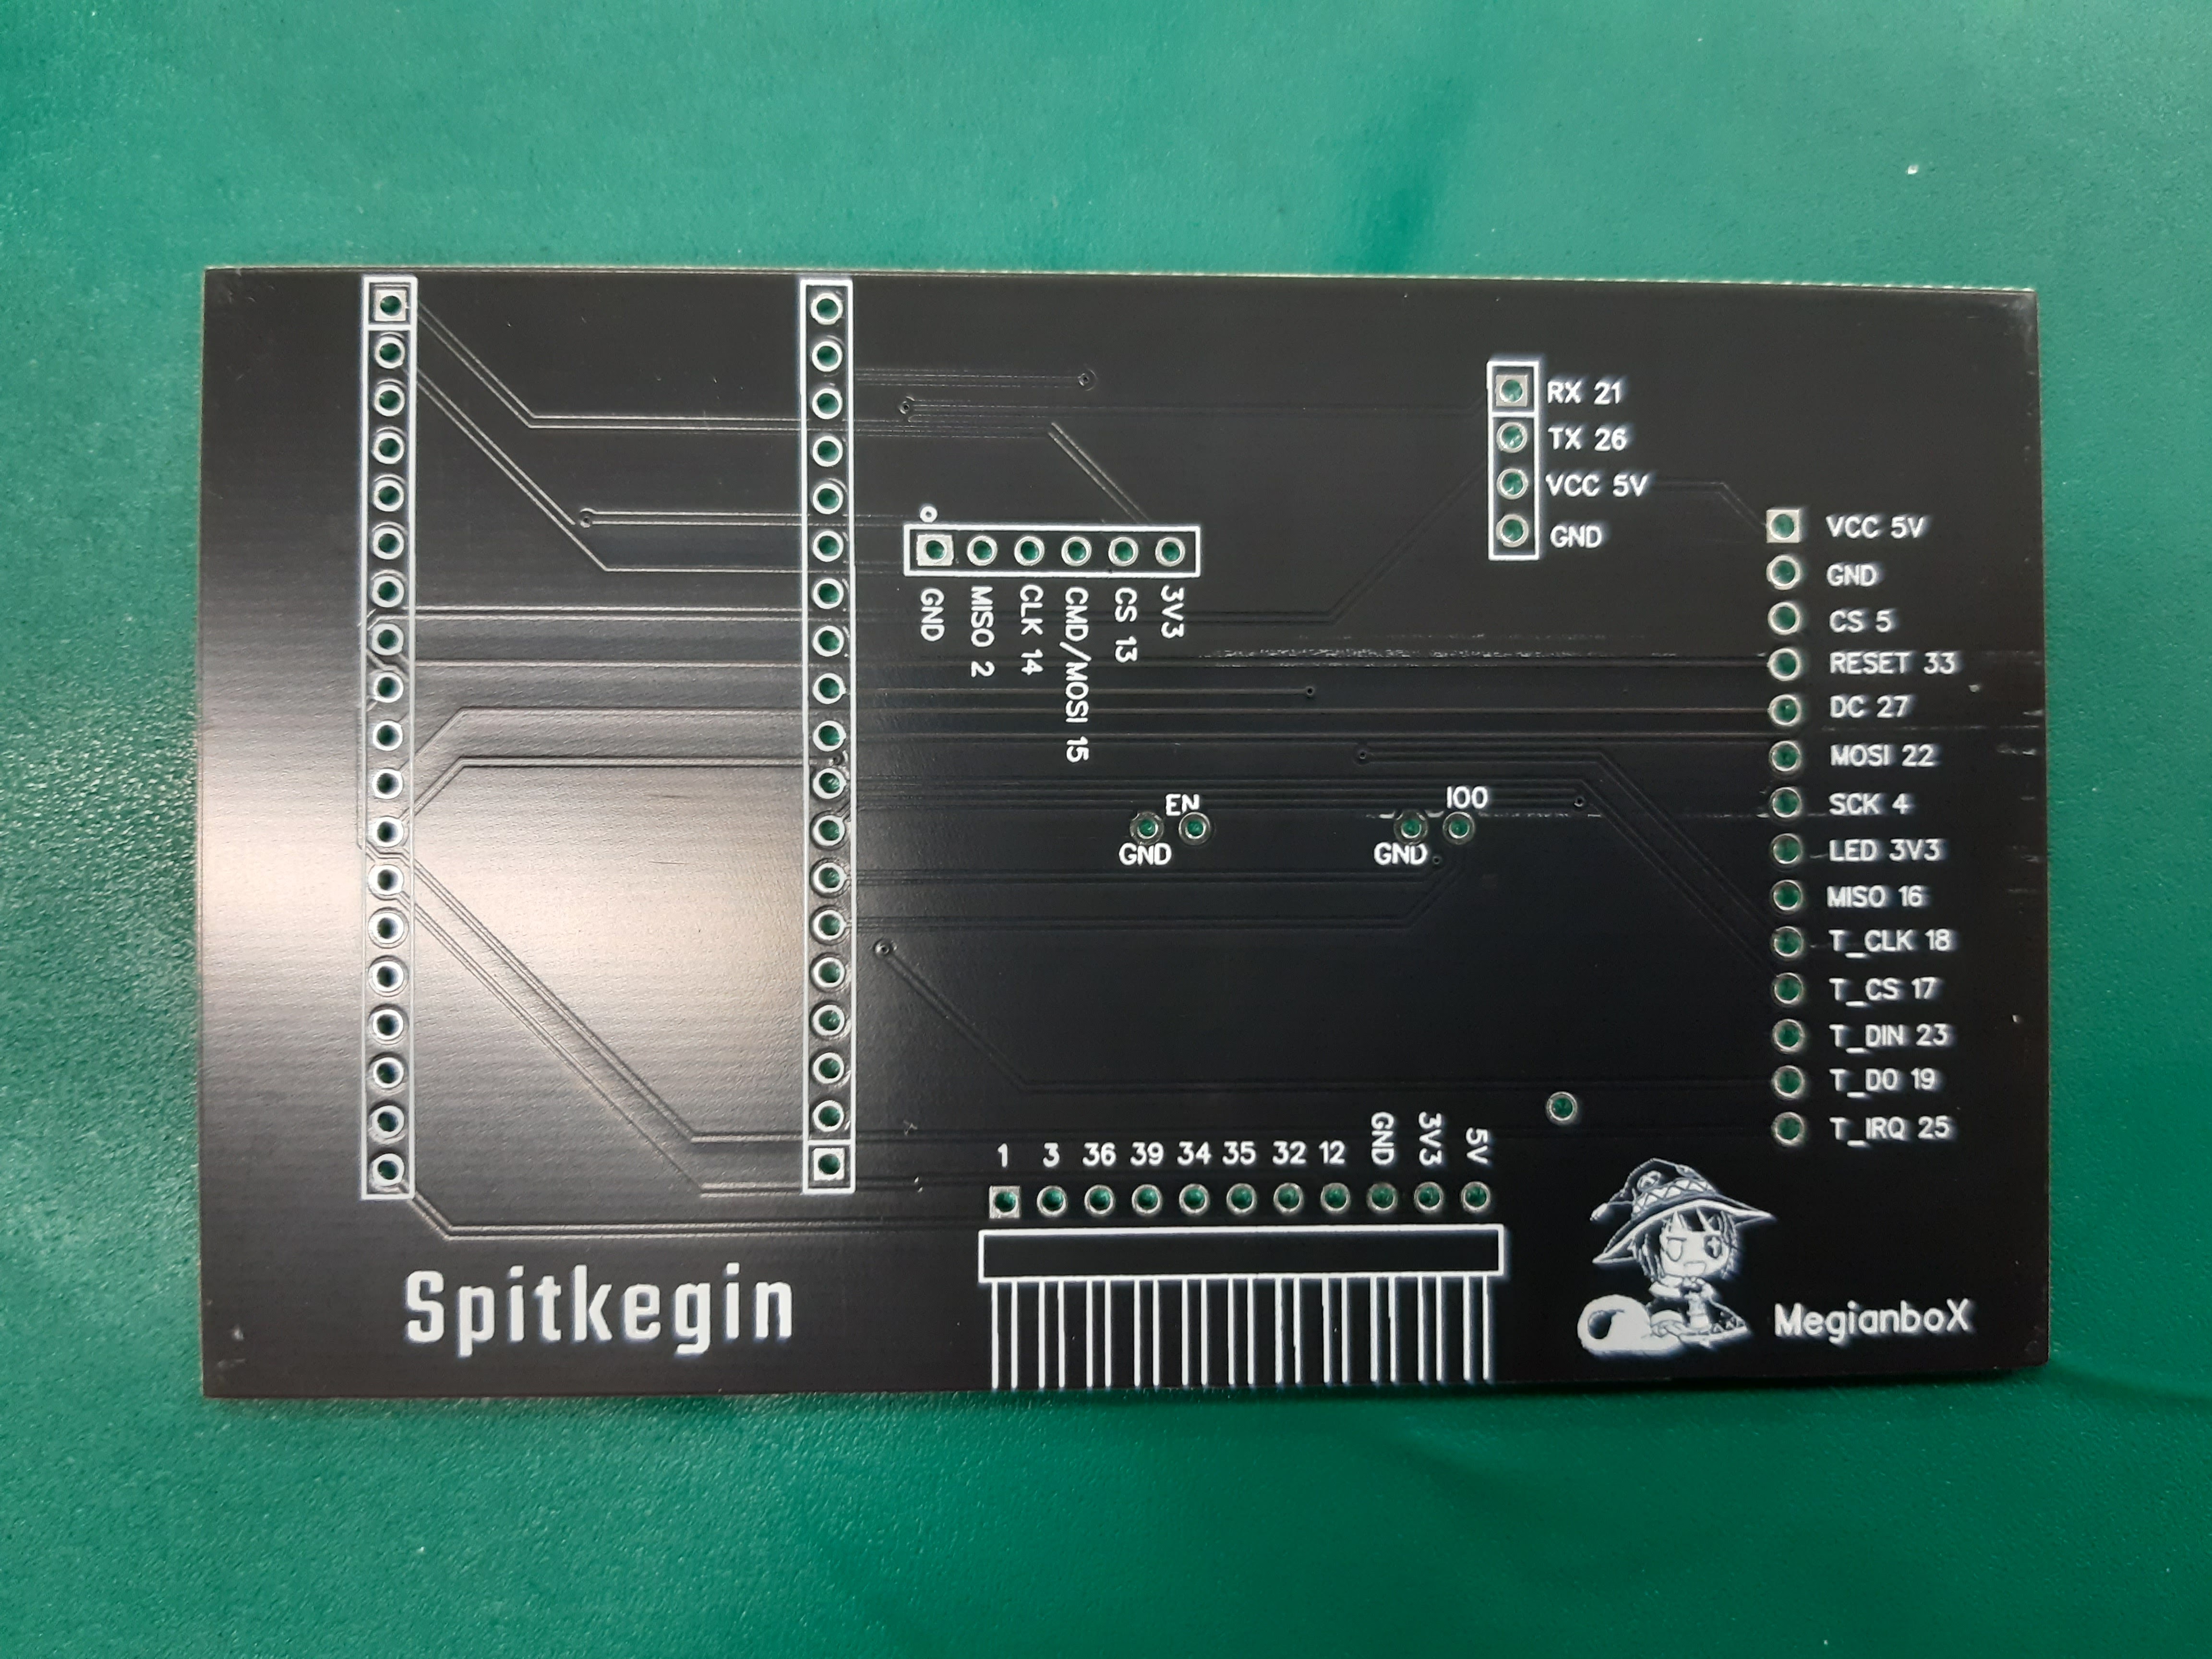 RX 21
TX 26
VCC 5V
GND
VCC 5V
GND
CS 5
RESET 33
DC 27
MOSI 22
SCK 4
LED 3V3
MISO 16
T_CLK 18
T_CS 17
T_DIN 23
T_DO 19
T_IRQ 25
GND
MISO 2
CLK 14
CMD/MOSI 15
CS 13
3V3
EN
GND
IO0
GND
1 3 36 39 34 35 32 12 GND 3V3 5V
Spitkegin
MegianboX